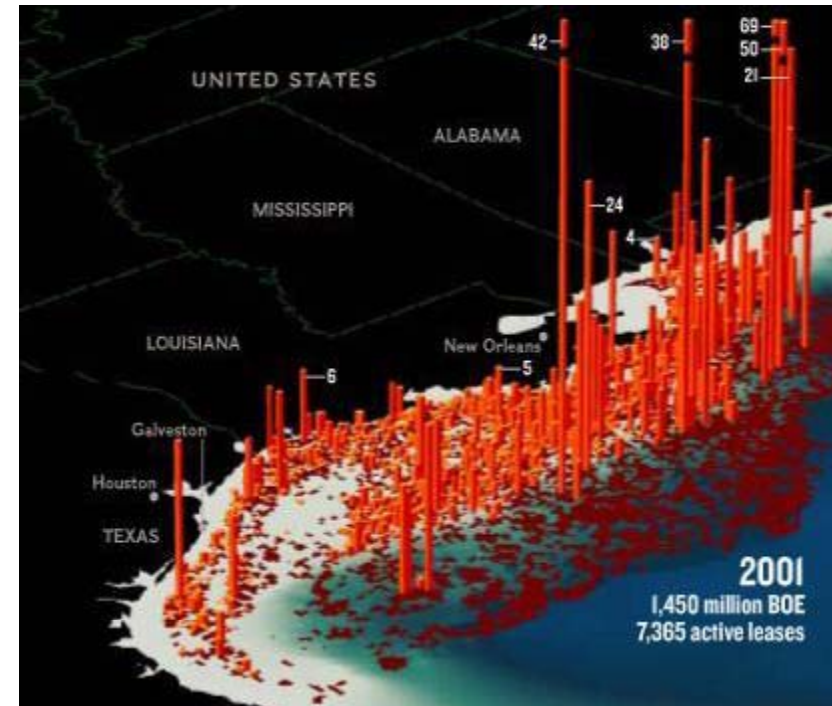 69
42
38
50
21
UNITED STATES
ALABAMA
24
MISSISSIPPI
4
LOUISIANA
New Orleans
5
6
Galveston
Houston
TEXAS
2001
1,450 million BOE
7,365 active leases